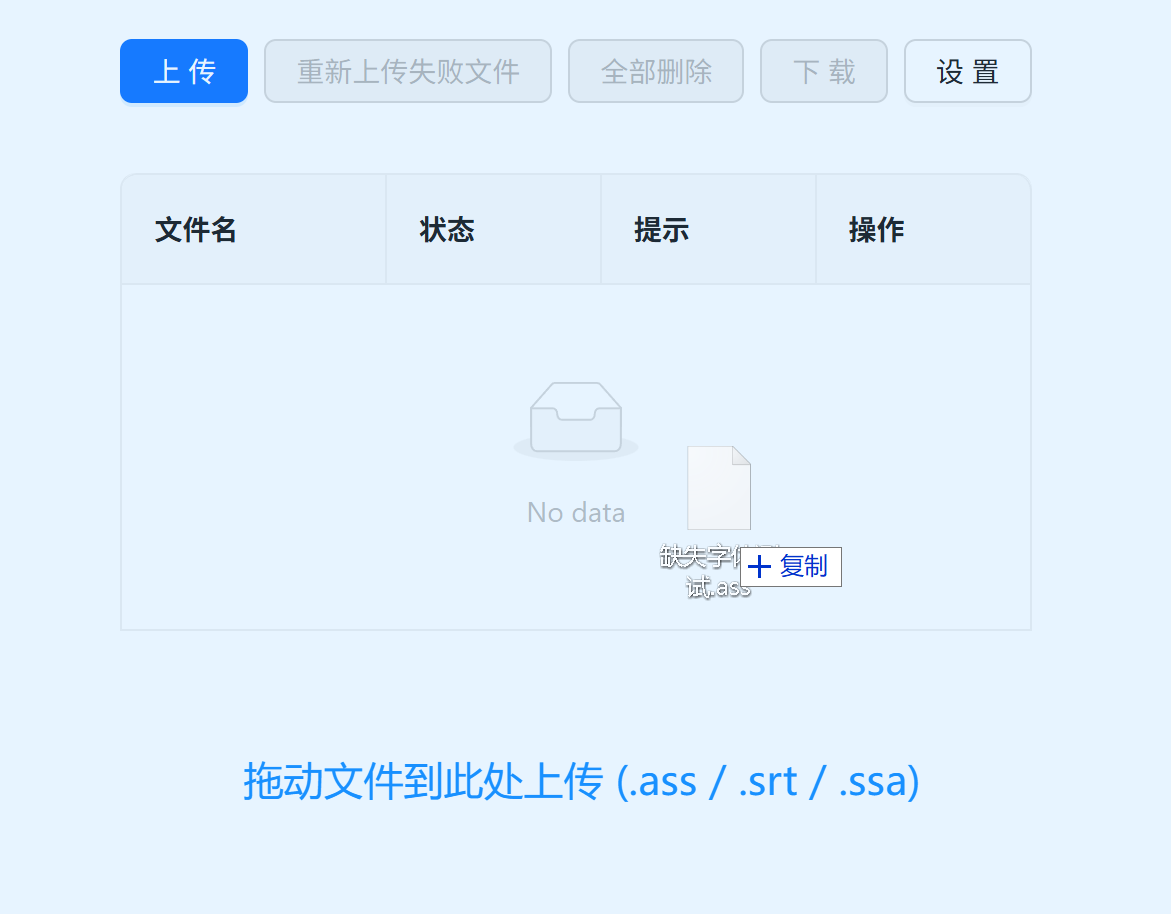 上 传
重新上传失败文件
全部删除
下 载
设 置
文件名
状态
提示
操作
No data
缺失字
试.ass
复制
拖动文件到此处上传 (.ass / .srt / .ssa)